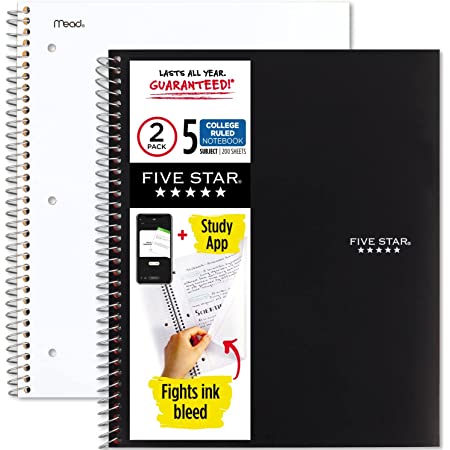 Mead®
LASTS ALL YEAR.
GUARANTEED!*
2
PACK
5
COLLEGE
RULED
NOTEBOOK
SUBJECT | 200 SHEETS
FIVE STAR®
★★★★★
+ Study
App
Fights ink
bleed
FIVE STAR®
★★★★★